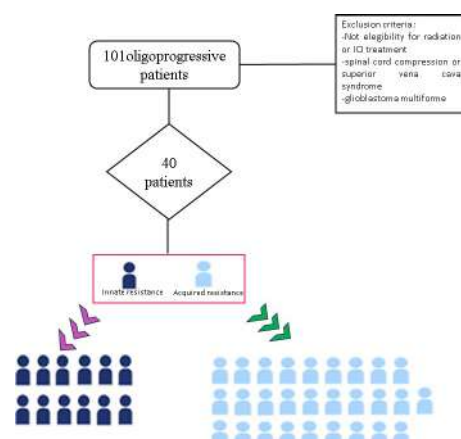 Exclusion criteria:
-Not elegibility for radiation
or IO treatment
-spinal cord compression or
superior vena cava
syndrome
-glioblastoma multiforme
101oligoprogressive
patients
40
patients
Innate resistance
Acquired resistance